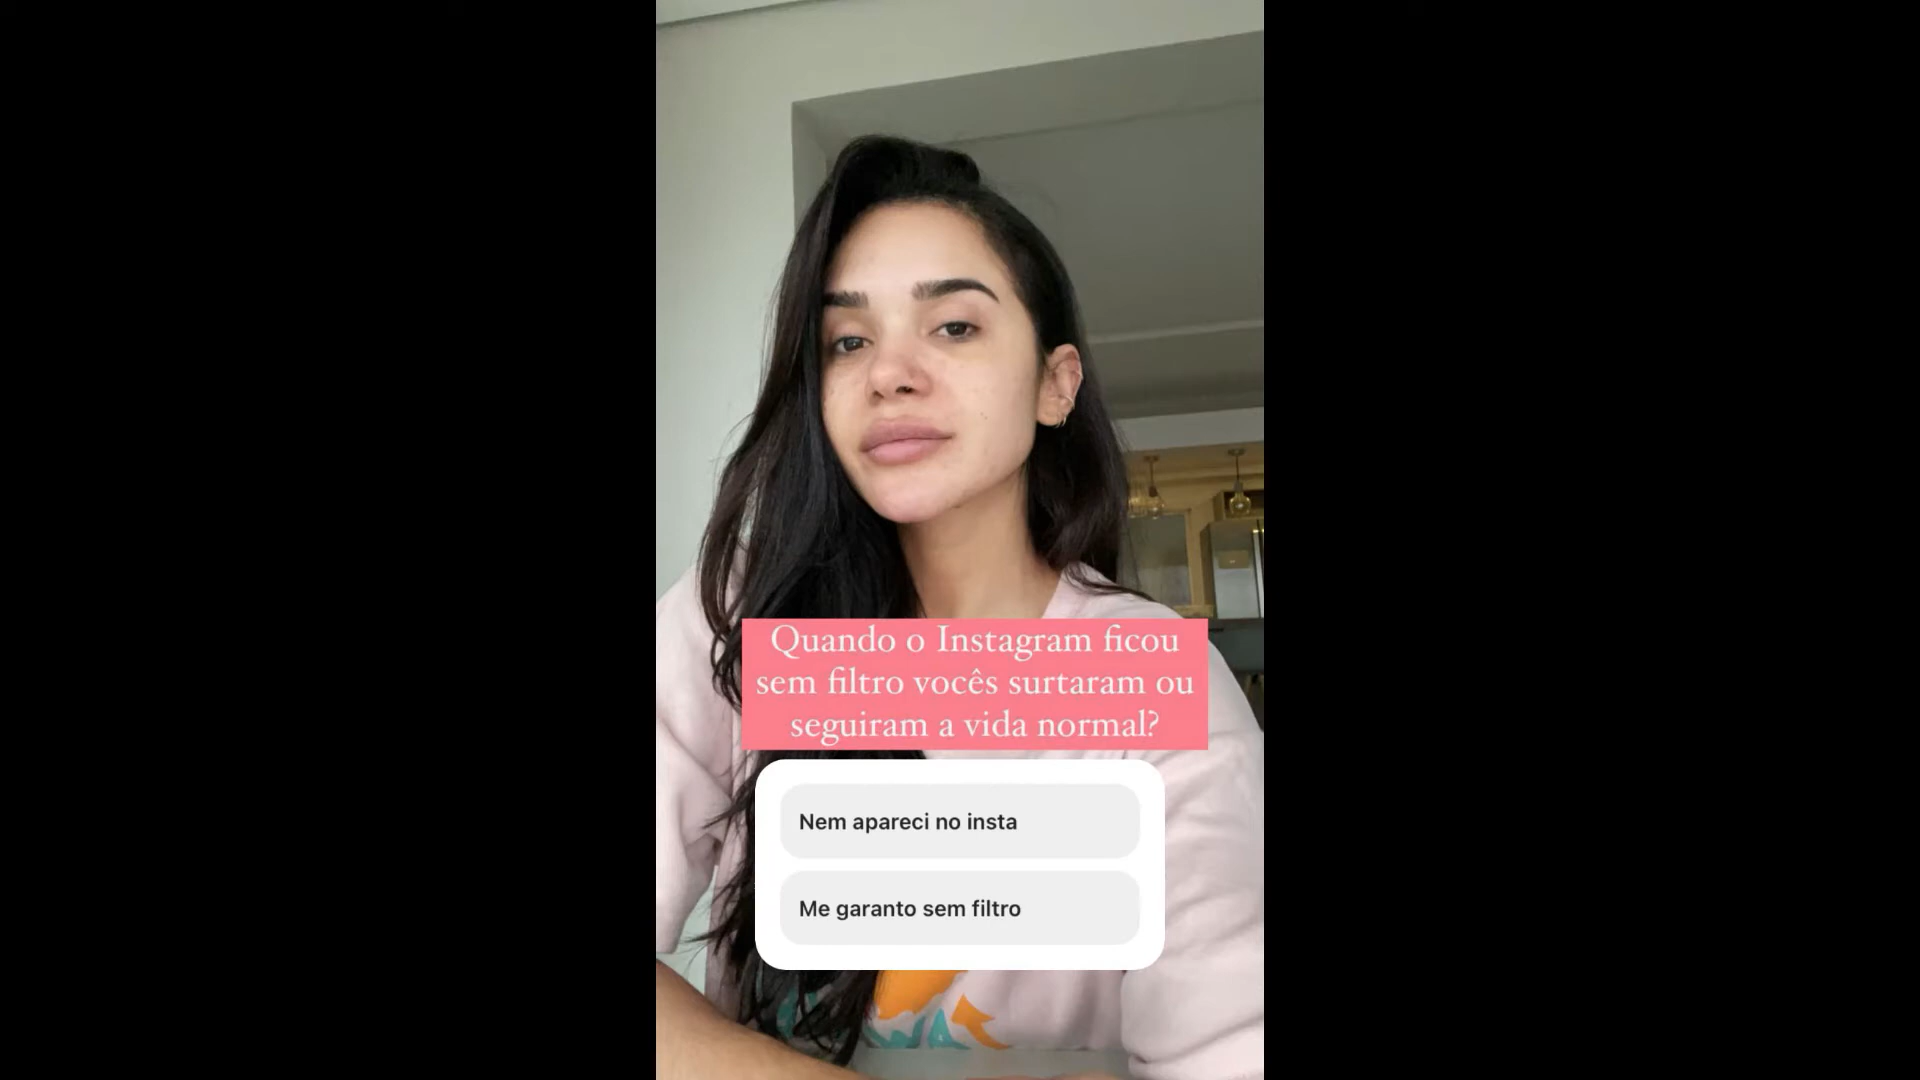 Quando o Instagram ficou
sem filtro vocês surtaram ou
seguiram a vida normal?
Nem apareci no insta
Me garanto sem filtro